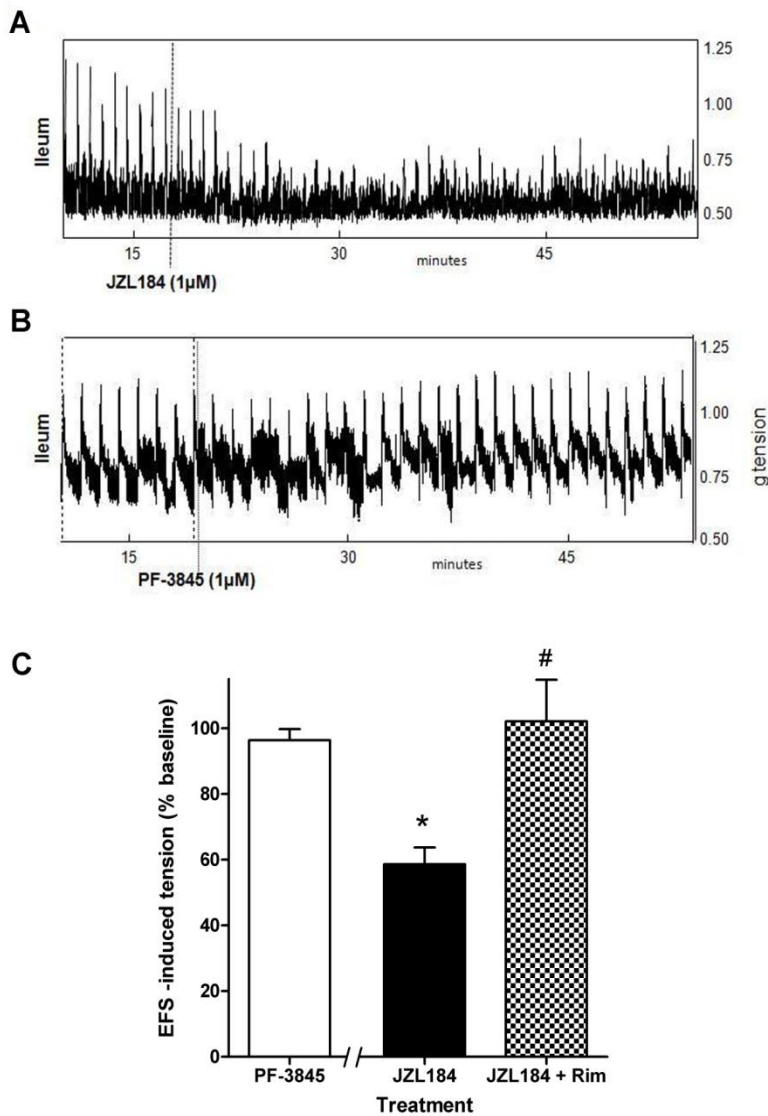 A
Ileum
1.25
1.00
0.75
0.50
15
30
minutes
45
JZL184 (1µM)
B
Ileum
1.25
1.00
0.75
0.50
g tension
15
30
minutes
45
PF-3845 (1µM)
C
EFS -induced tension (% baseline)
100
80
60
40
20
0
*
#
PF-3845
JZL184
JZL184 + Rim
Treatment